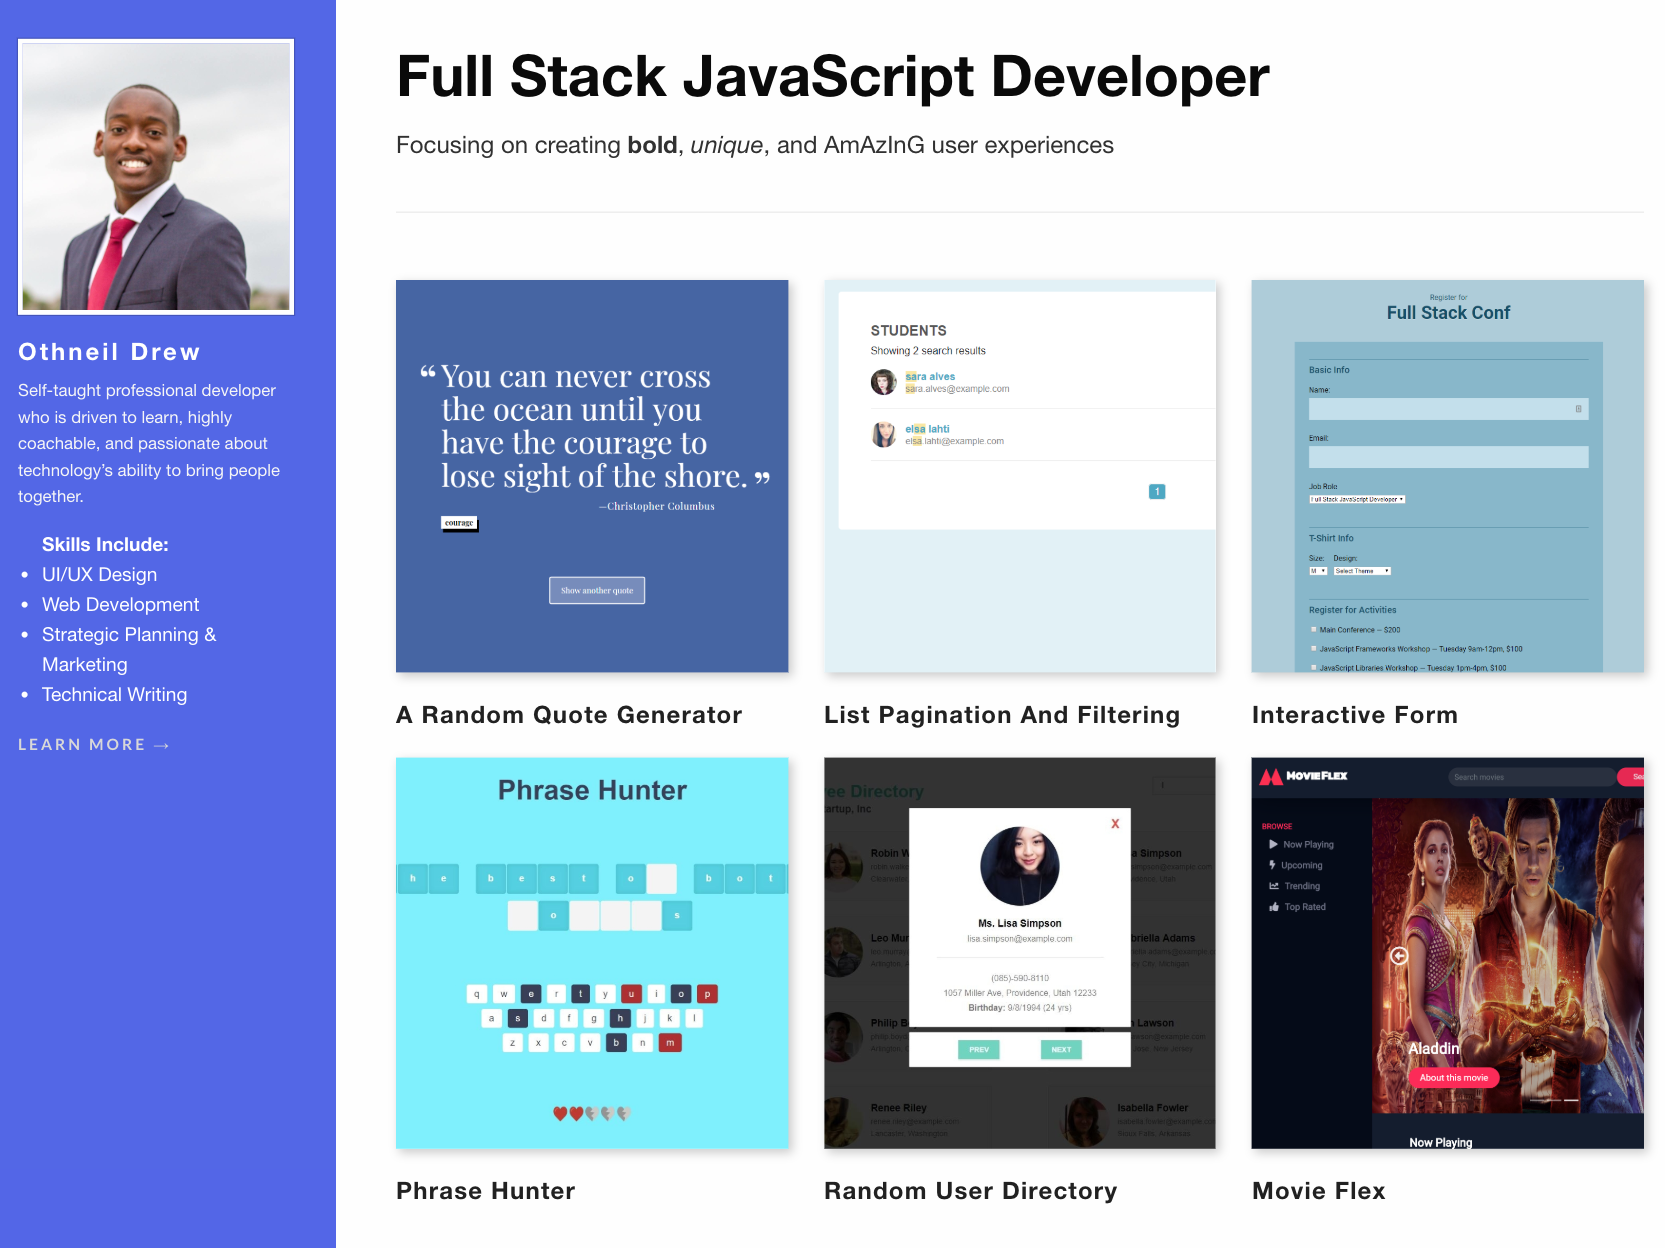 Othneil Drew
Self-taught professional developer
who is driven to learn, highly
coachable, and passionate about
technology’s ability to bring people
together.
Skills Include:
• UI/UX Design
• Web Development
• Strategic Planning &
Marketing
• Technical Writing
LEARN MORE →
Full Stack JavaScript Developer
Focusing on creating bold, unique, and AmAzInG user experiences
“ You can never cross
the ocean until you
have the courage to
lose sight of the shore. ”
—Christopher Columbus
courage
Show another quote
A Random Quote Generator
STUDENTS
Showing 2 search results
sara alves
sara.alves@example.com
elsa lahti
elsa.lahti@example.com
1
List Pagination And Filtering
Register for
Full Stack Conf
Basic Info
Name:
Email:
Job Role
Full Stack JavaScript Developer
T-Shirt Info
Size: Design:
M Select Theme
Register for Activities
Main Conference — $200
JavaScript Frameworks Workshop — Tuesday 9am-12pm, $100
JavaScript Libraries Workshop — Tuesday 1pm-4pm, $100
Interactive Form
Phrase Hunter
h e b e s t o b o t
o s
q w e r t y u i o p
a s d f g h j k l
z x c v b n m
Phrase Hunter
ree Directory
artup, Inc
Robin W
a Simpson
Leo Mur
briella Adams
Philip B
n Lawson
Renee Riley
Isabella Fowler
X
Ms. Lisa Simpson
lisa.simpson@example.com
(085)-590-8110
1057 Miller Ave, Providence, Utah 12233
Birthday: 9/8/1994 (24 yrs)
PREV NEXT
Random User Directory
MOVIEFLEX
Search movies
Sea
BROWSE
Now Playing
Upcoming
Trending
Top Rated
Aladdin
About this movie
Now Playing
Movie Flex